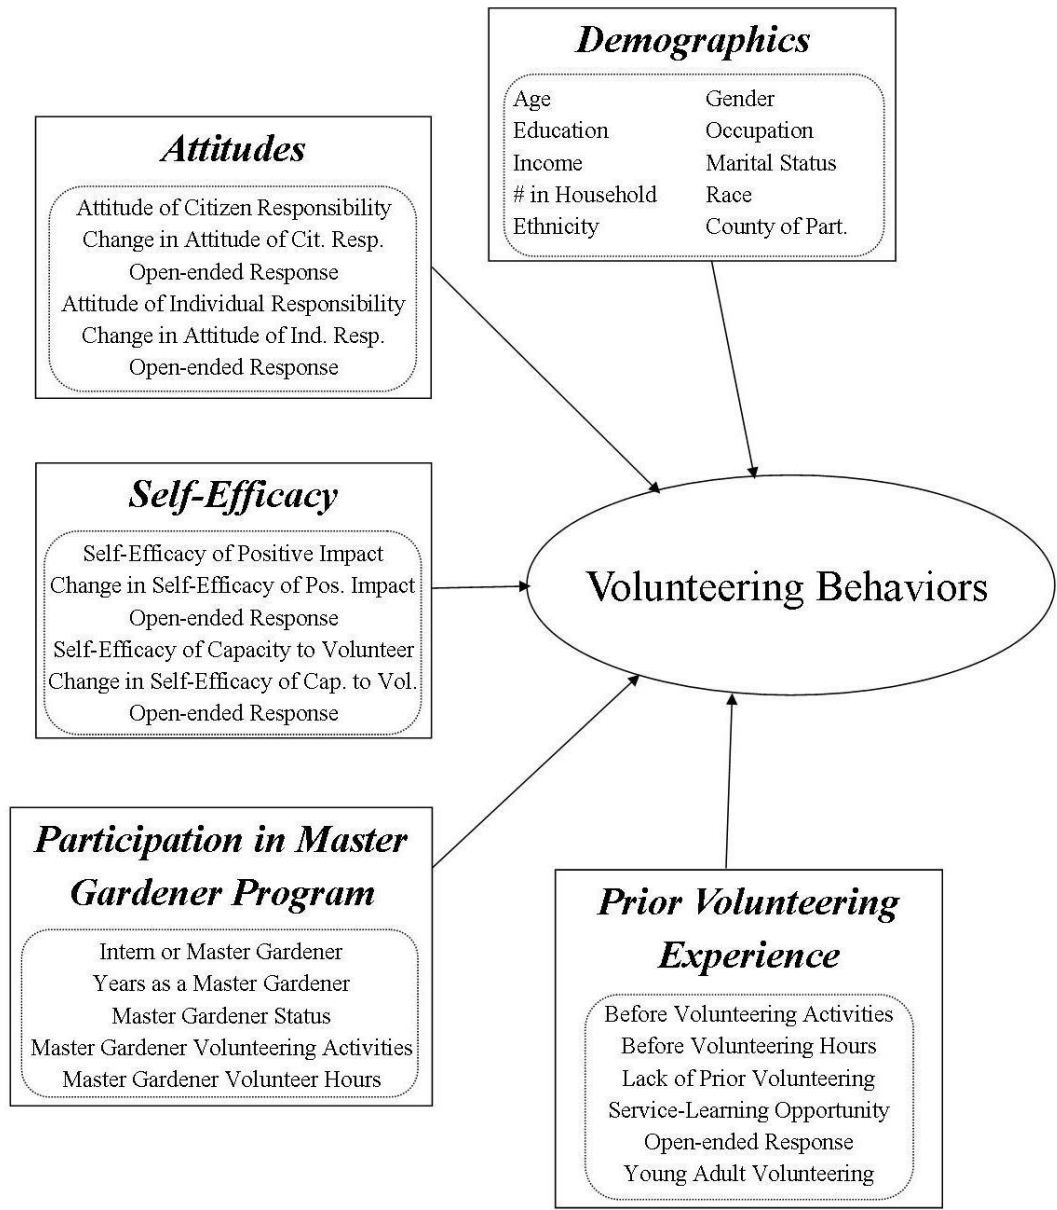 Demographics
Age Gender
Education Occupation
Income Marital Status
# in Household Race
Ethnicity County of Part.
Attitudes
Attitude of Citizen Responsibility
Change in Attitude of Cit. Resp.
Open-ended Response
Attitude of Individual Responsibility
Change in Attitude of Ind. Resp.
Open-ended Response
Self-Efficacy
Self-Efficacy of Positive Impact
Change in Self-Efficacy of Pos. Impact
Open-ended Response
Self-Efficacy of Capacity to Volunteer
Change in Self-Efficacy of Cap. to Vol.
Open-ended Response
Volunteering Behaviors
Participation in Master
Gardener Program
Intern or Master Gardener
Years as a Master Gardener
Master Gardener Status
Master Gardener Volunteering Activities
Master Gardener Volunteer Hours
Prior Volunteering
Experience
Before Volunteering Activities
Before Volunteering Hours
Lack of Prior Volunteering
Service-Learning Opportunity
Open-ended Response
Young Adult Volunteering